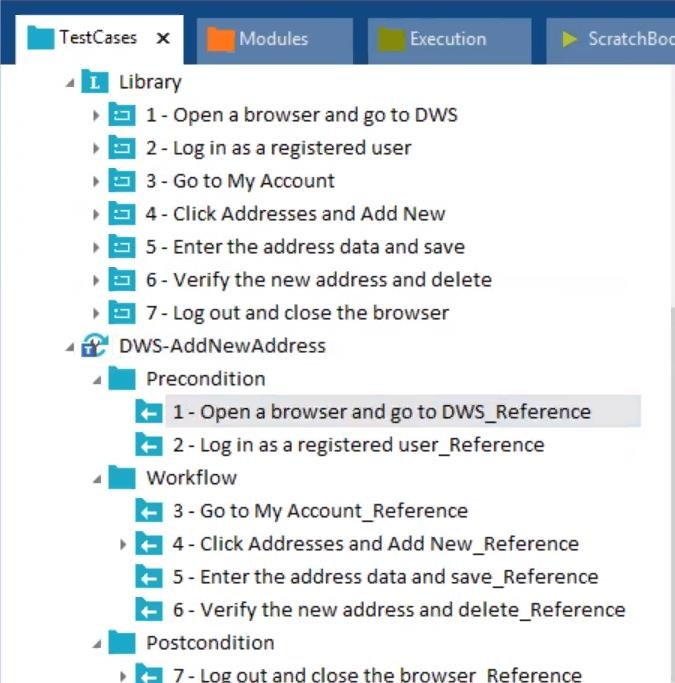 TestCases × Modules Execution ScratchBoo
L Library
1 - Open a browser and go to DWS
2 - Log in as a registered user
3 - Go to My Account
4 - Click Addresses and Add New
5 - Enter the address data and save
6 - Verify the new address and delete
7 - Log out and close the browser
T DWS-AddNewAddress
Precondition
1 - Open a browser and go to DWS_Reference
2 - Log in as a registered user_Reference
Workflow
3 - Go to My Account_Reference
4 - Click Addresses and Add New_Reference
5 - Enter the address data and save_Reference
6 - Verify the new address and delete_Reference
Postcondition
7 - Log out and close the browser_Reference